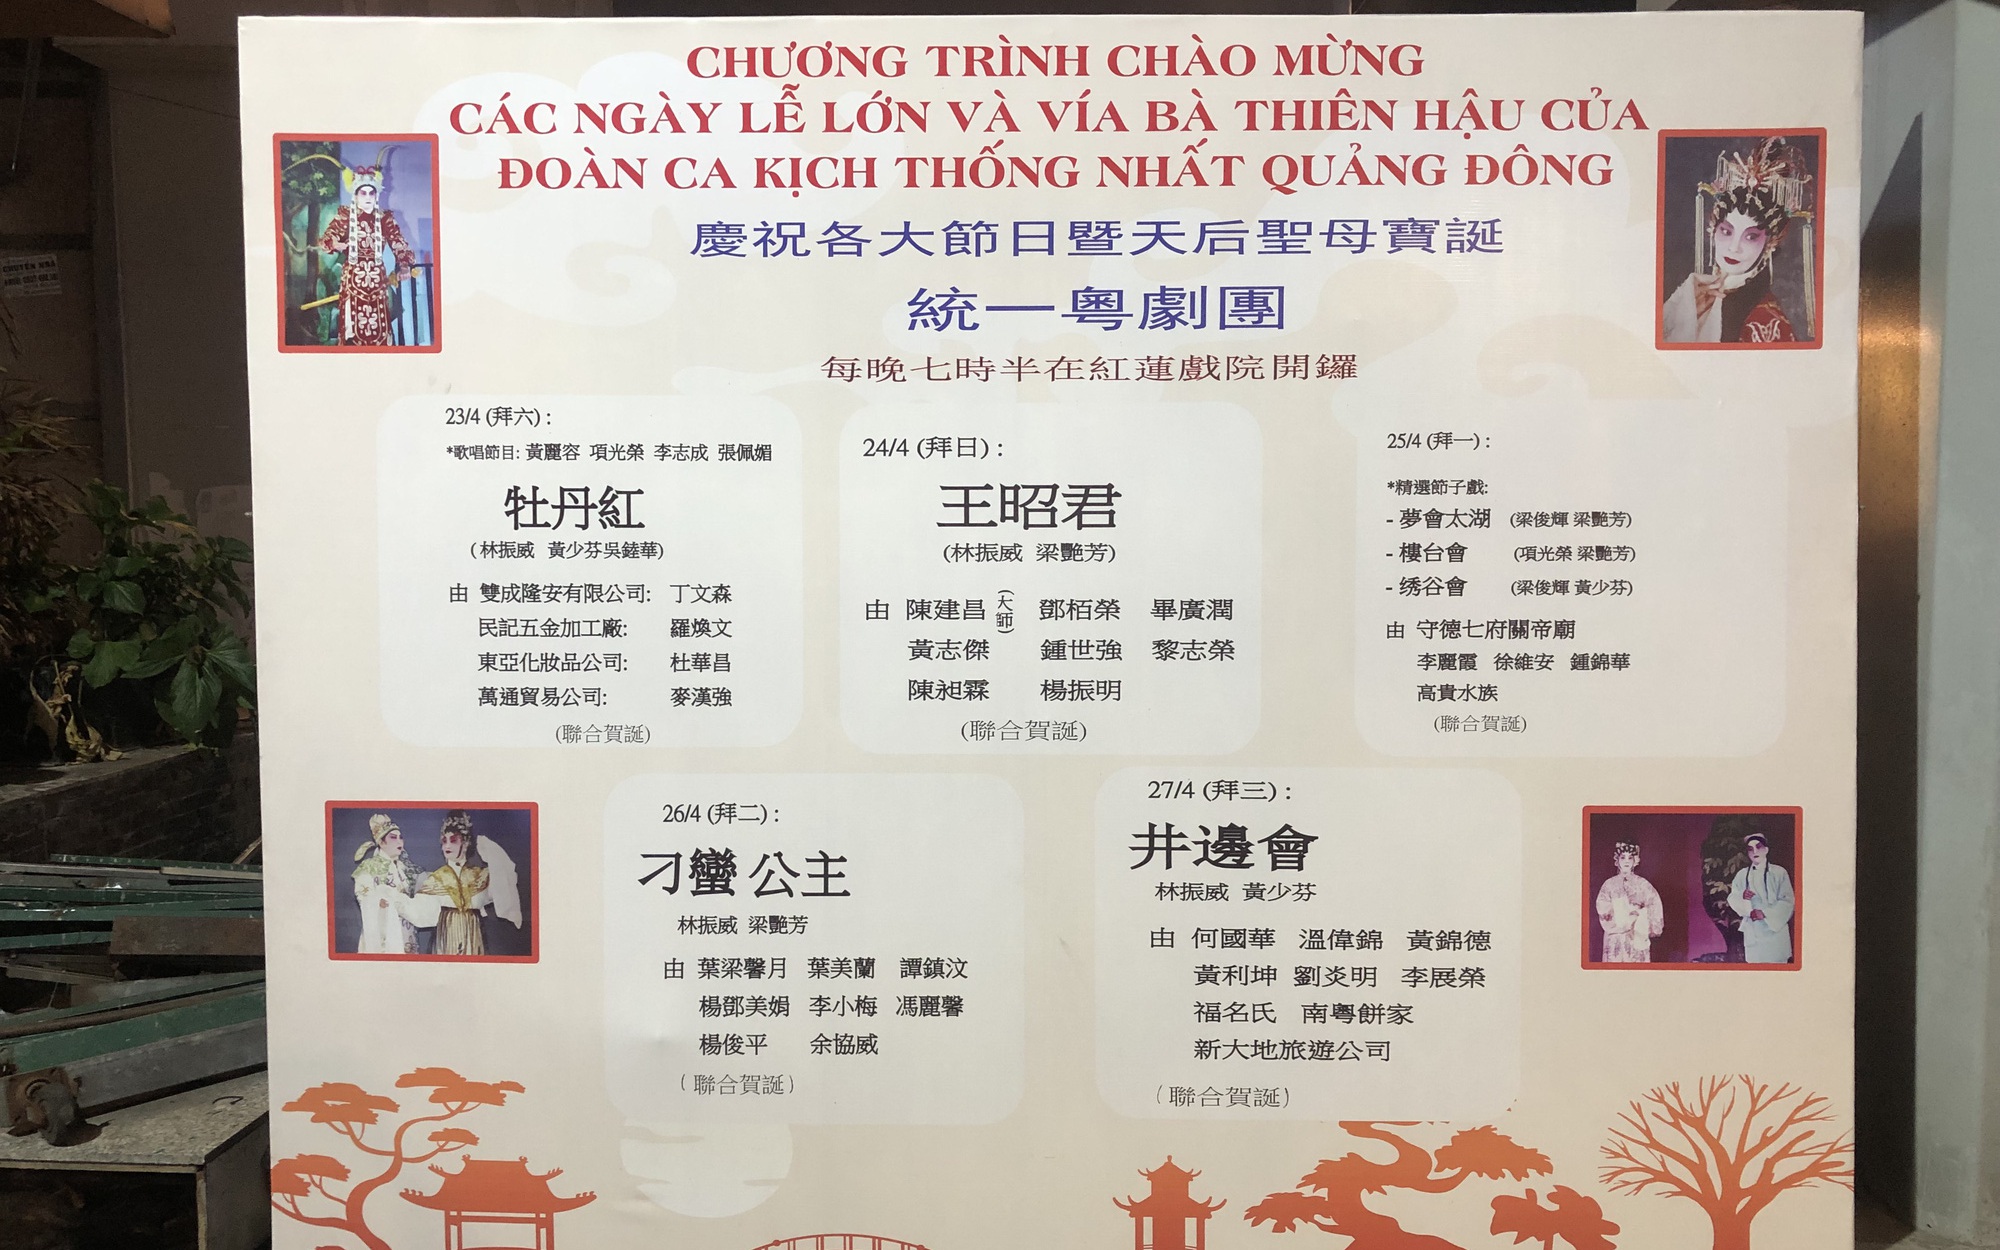 CHƯƠNG TRÌNH CHÀO MỪNG
CÁC NGÀY LỄ LỚN VÀ VÍA BÀ THIÊN HẬU CỦA
ĐOÀN CA KỊCH THỐNG NHẤT QUẢNG ĐÔNG
慶祝各大節日暨天后聖母寶誕
統一粵劇團
每晚七時半在紅蓮戲院開鑼
23/4 (拜六) :
*歌唱節目: 黃麗容 項光榮 李志成 張佩媚
牡丹紅
(林振威 黃少芬吳鎽華)
由 雙成隆安有限公司: 丁文森
民記五金加工廠: 羅煥文
東亞化妝品公司: 杜華昌
萬通貿易公司: 麥漢強
(聯合賀誕)
24/4 (拜日) :
王昭君
(林振威 梁艷芳)
由 陳建昌 (大師) 鄧栢榮 畢廣潤
黃志傑 鍾世強 黎志榮
陳昶霖 楊振明
(聯合賀誕)
25/4 (拜一) :
*精選節子戲:
- 夢會太湖 (梁俊輝 梁艷芳)
- 樓台會 (項光榮 梁艷芳)
- 绣谷會 (梁俊輝 黃少芬)
由 守德七府關帝廟
李麗霞 徐維安 鍾錦華
高貴水族
(聯合賀誕)
26/4 (拜二) :
刁蠻公主
林振威 梁艷芳
由 葉梁馨月 葉美蘭 譚鎮汶
楊鄧美娟 李小梅 馮麗馨
楊俊平 余協威
(聯合賀誕)
27/4 (拜三) :
井邊會
林振威 黃少芬
由 何國華 溫偉錦 黃錦德
黃利坤 劉炎明 李展榮
福名氏 南粵餅家
新大地旅遊公司
(聯合賀誕)